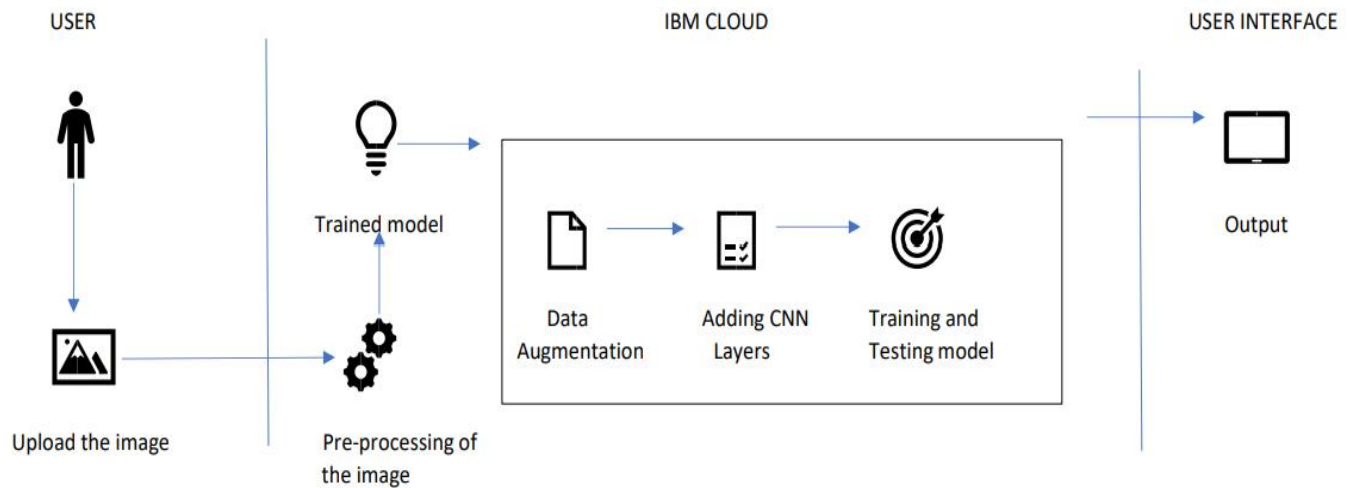 USER
IBM CLOUD
USER INTERFACE
Trained model
Output
Data
Augmentation
Adding CNN
Layers
Training and
Testing model
Upload the image
Pre-processing of
the image